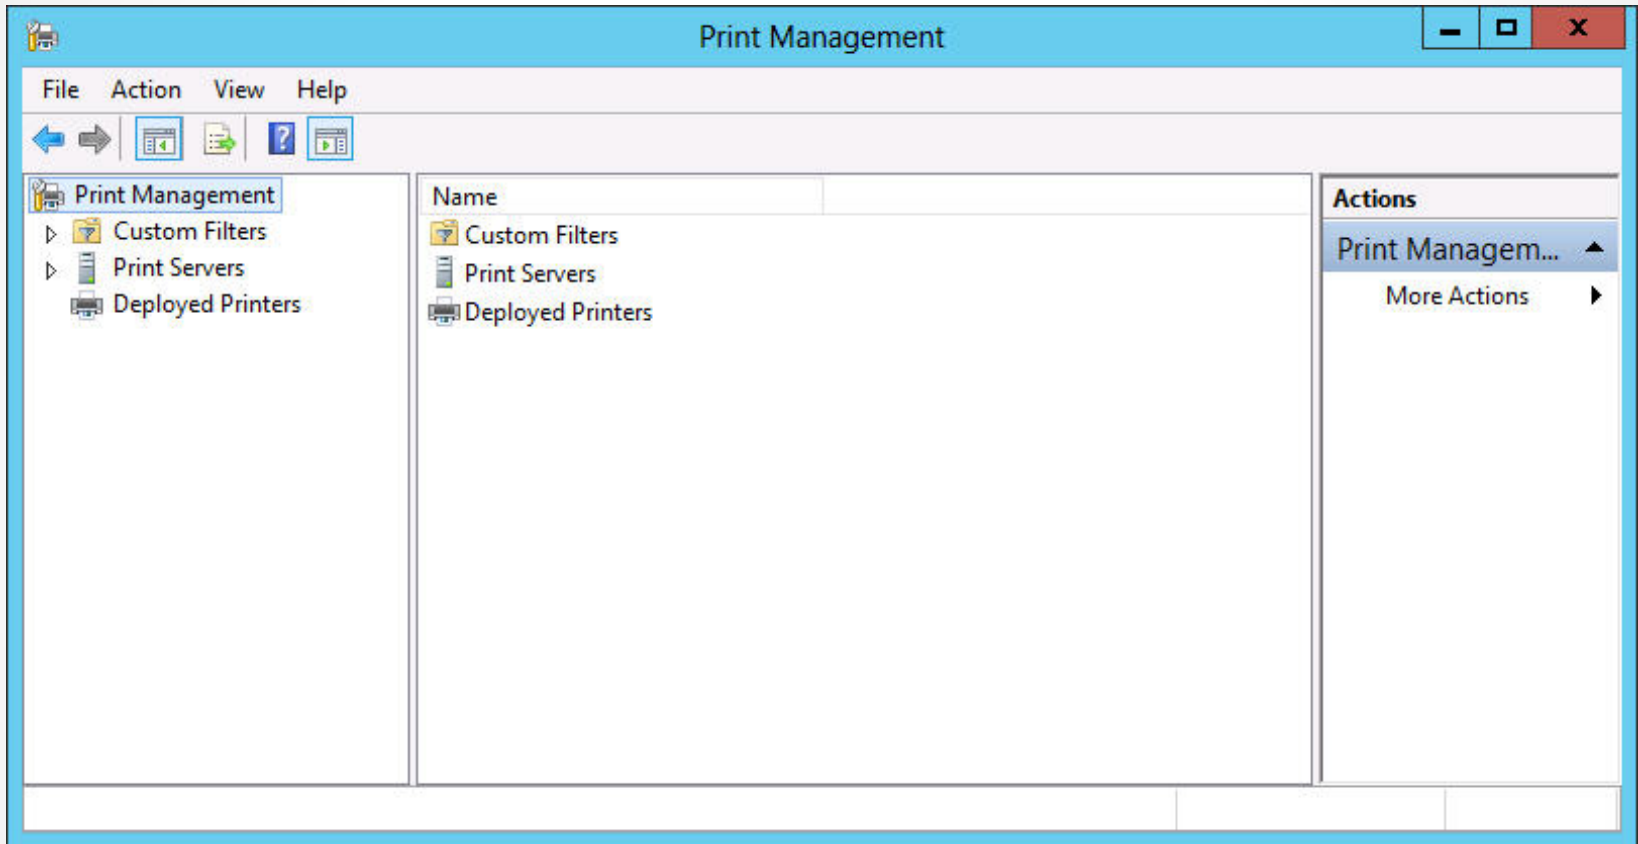 Print Management
File Action View Help
Print Management
Custom Filters
Print Servers
Deployed Printers
Name
Custom Filters
Print Servers
Deployed Printers
Actions
Print Managem...
More Actions